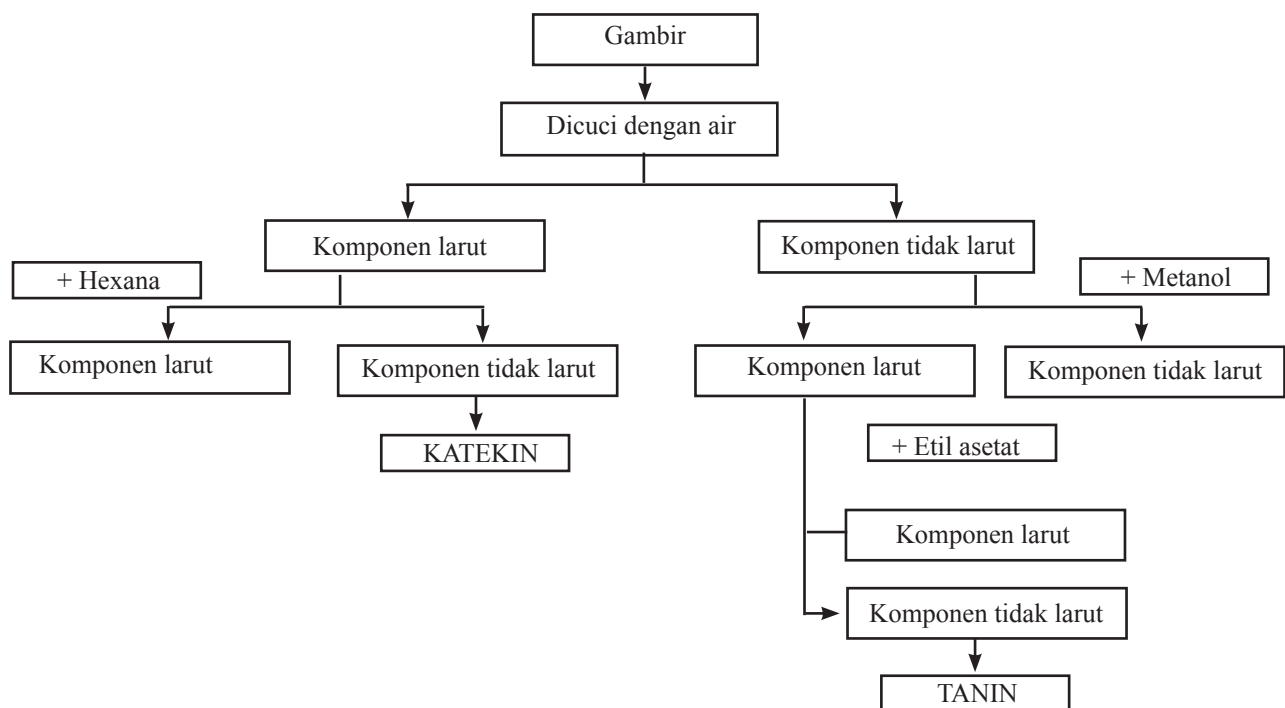 Gambir
Dicuci dengan air
Komponen larut
Komponen tidak larut
+ Hexana
+ Metanol
Komponen larut
Komponen tidak larut
Komponen larut
Komponen tidak larut
KATEKIN
+ Etil asetat
Komponen larut
Komponen tidak larut
TANIN